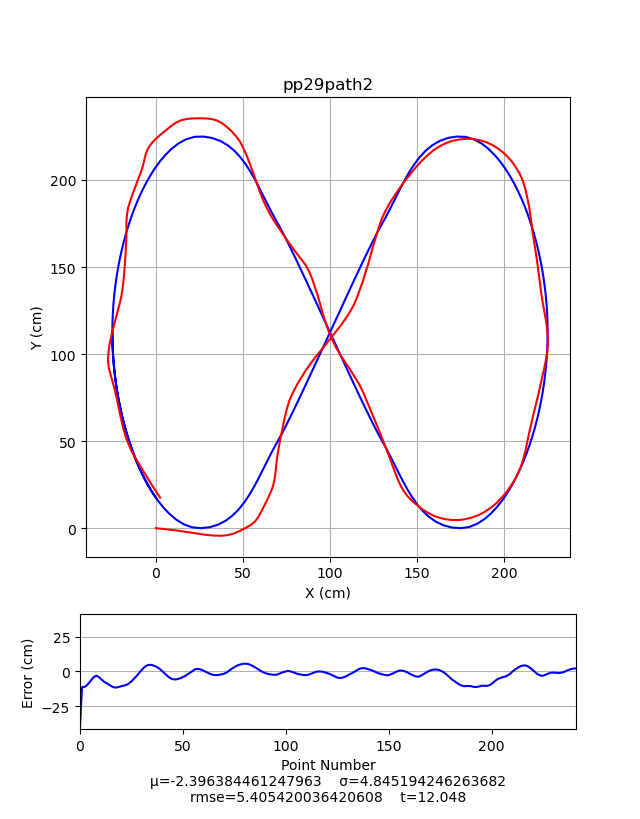 pp29path2
200
150
100
50
0
Y (cm)
0 50 100 150 200
X (cm)
25
0
−25
Error (cm)
0 50 100 150 200
Point Number
μ=-2.396384461247963 σ=4.845194246263682
rmse=5.405420036420608 t=12.048